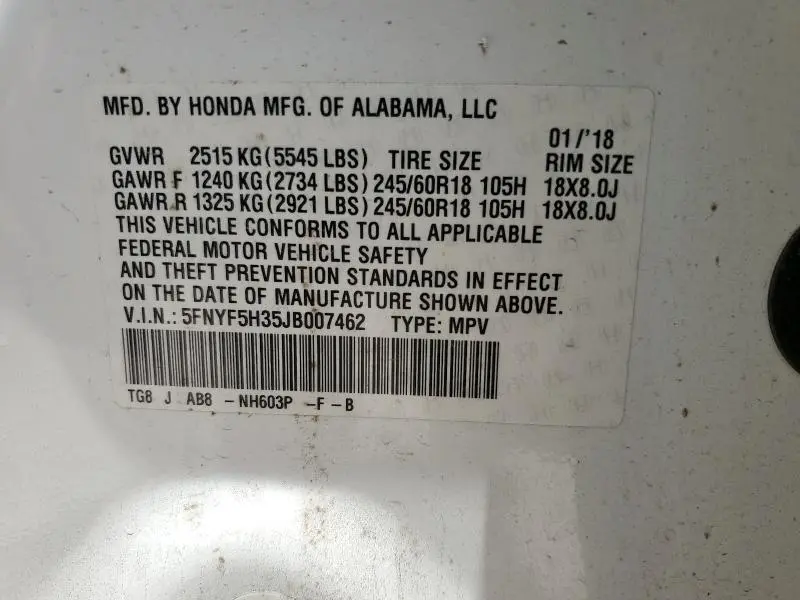 MFD. BY HONDA MFG. OF ALABAMA, LLC
01/'18
GVWR 2515 KG (5545 LBS) TIRE SIZE RIM SIZE
GAWR F 1240 KG (2734 LBS) 245/60R18 105H 18X8.0J
GAWR R 1325 KG (2921 LBS) 245/60R18 105H 18X8.0J
THIS VEHICLE CONFORMS TO ALL APPLICABLE
FEDERAL MOTOR VEHICLE SAFETY
AND THEFT PREVENTION STANDARDS IN EFFECT
ON THE DATE OF MANUFACTURE SHOWN ABOVE.
V.I.N.: 5FNYF5H35JB007462 TYPE: MPV
TG8 J AB8 - NH603P - F - B